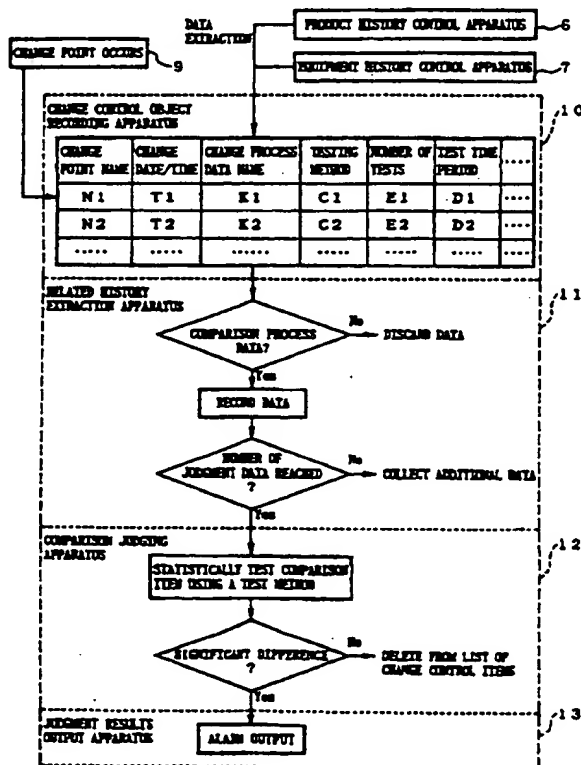 DATA
EXTRACTION
PRODUCT HISTORY CONTROL APPARATUS
6
EQUIPMENT HISTORY CONTROL APPARATUS
7
CHANGE POINT OCCURS
9
CHANGE CONTROL OBJECT
RECORDING APPARATUS
10
CHANGE
POINT NAME
CHANGE
DATE/TIME
CHANGE PROCESS
DATA NAME
TESTING
METHOD
NUMBER OF
TESTS
TEST TIME
PERIOD
.....
N1 T1 K1 C1 E1 D1 .....
N2 T2 K2 C2 E2 D2 .....
...... ..... ...... ..... ..... .....
RELATED HISTORY
EXTRACTION APPARATUS
11
COMPARISON PROCESS
DATA?
No
DISCARD DATA
Yes
RECORD DATA
NUMBER OF
JUDGMENT DATA REACHED
?
No
COLLECT ADDITIONAL DATA
Yes
COMPARISON JUDGING
APPARATUS
12
STATISTICALLY TEST COMPARISON
ITEM USING A TEST METHOD
SIGNIFICANT DIFFERENCE
?
No
DELETE FROM LIST OF
CHANGE CONTROL ITEMS
Yes
JUDGMENT RESULTS
OUTPUT APPARATUS
13
ALARM OUTPUT